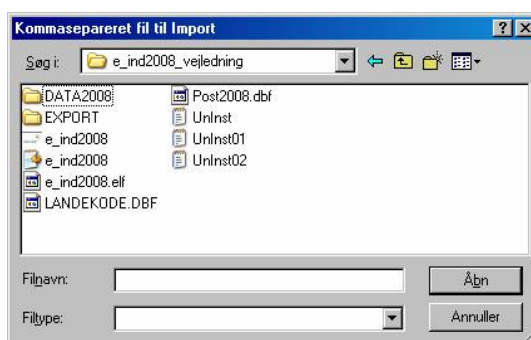 Kommasepareret fil til Import
Søg i:
e_ind2008_vejledning
DATA2008
EXPORT
e_ind2008
e_ind2008
e_ind2008.elf
LANDEKODE.DBF
Post2008.dbf
UnInst
UnInst01
UnInst02
Filnavn:
Åbn
Filtype:
Annuller